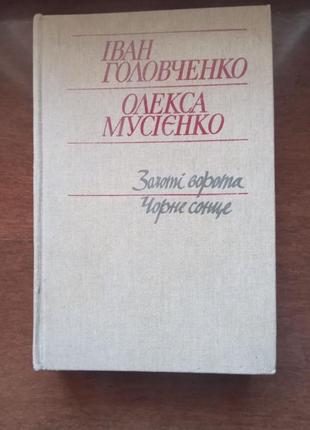 ІВАН
ГОЛОВЧЕНКО
ОЛЕКСА
МУСІЄНКО
Золоті ворота
Чорне сонце